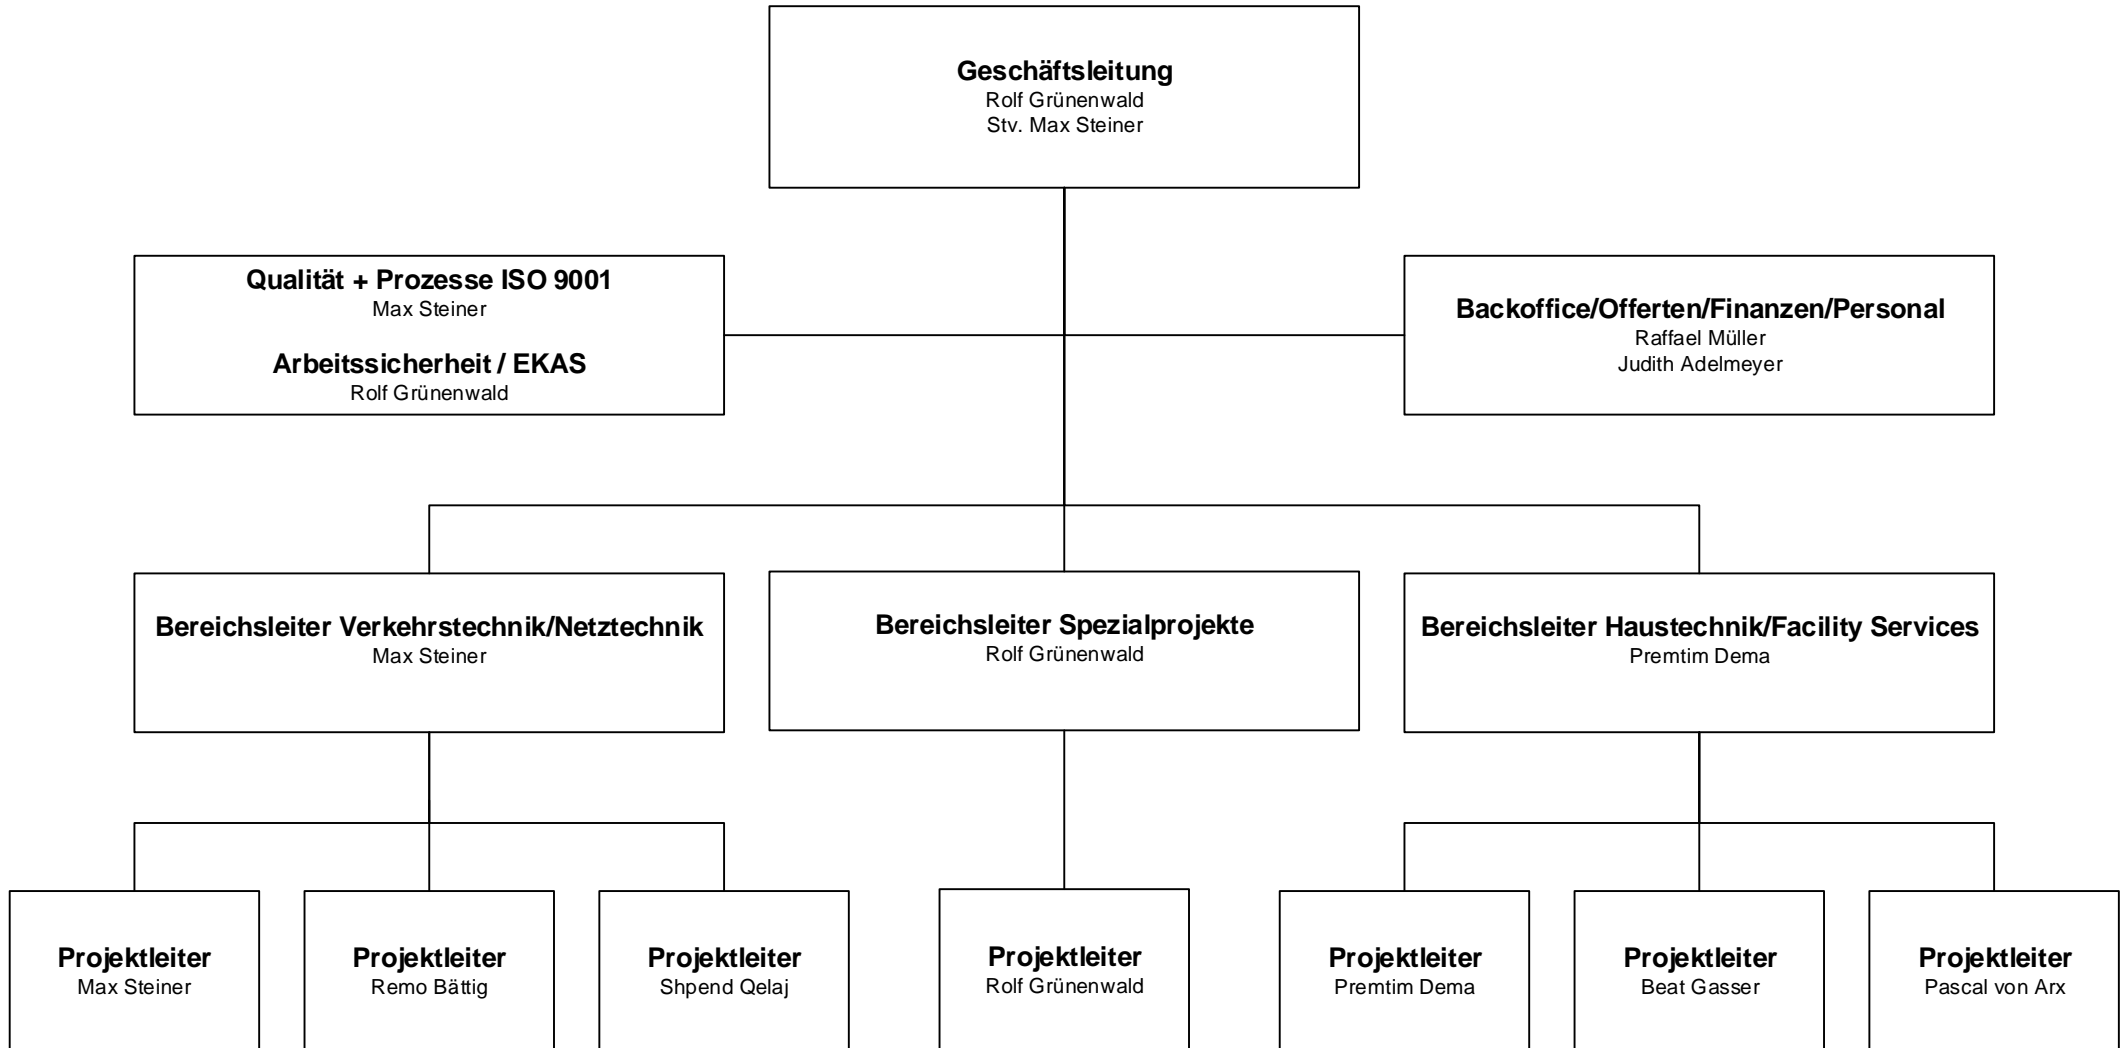 Geschäftsleitung
Rolf Grünenwald
Stv. Max Steiner
Qualität + Prozesse ISO 9001
Max Steiner
Arbeitssicherheit / EKAS
Rolf Grünenwald
Backoffice/Offerten/Finanzen/Personal
Raffael Müller
Judith Adelmeyer
Bereichsleiter Verkehrstechnik/Netztechnik
Max Steiner
Bereichsleiter Spezialprojekte
Rolf Grünenwald
Bereichsleiter Haustechnik/Facility Services
Premtim Dema
Projektleiter
Max Steiner
Projektleiter
Remo Bättig
Projektleiter
Shpend Qelaj
Projektleiter
Rolf Grünenwald
Projektleiter
Premtim Dema
Projektleiter
Beat Gasser
Projektleiter
Pascal von Arx